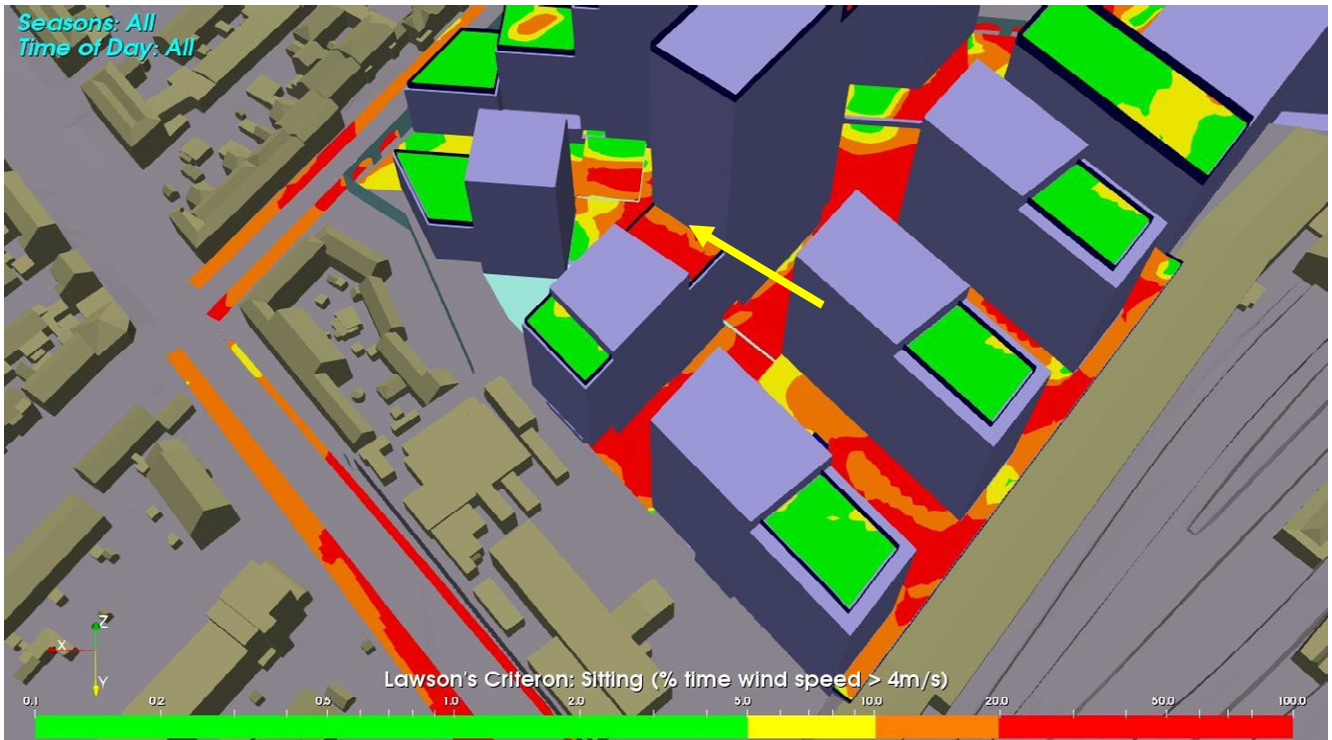 Seasons: All
Time of Day: All
Z
X
Y
Lawson's Criteron: Sitting (% time wind speed > 4m/s)
0.1 0.2 0.5 1.0 2.0 5.0 10.0 20.0 50.0 100.0